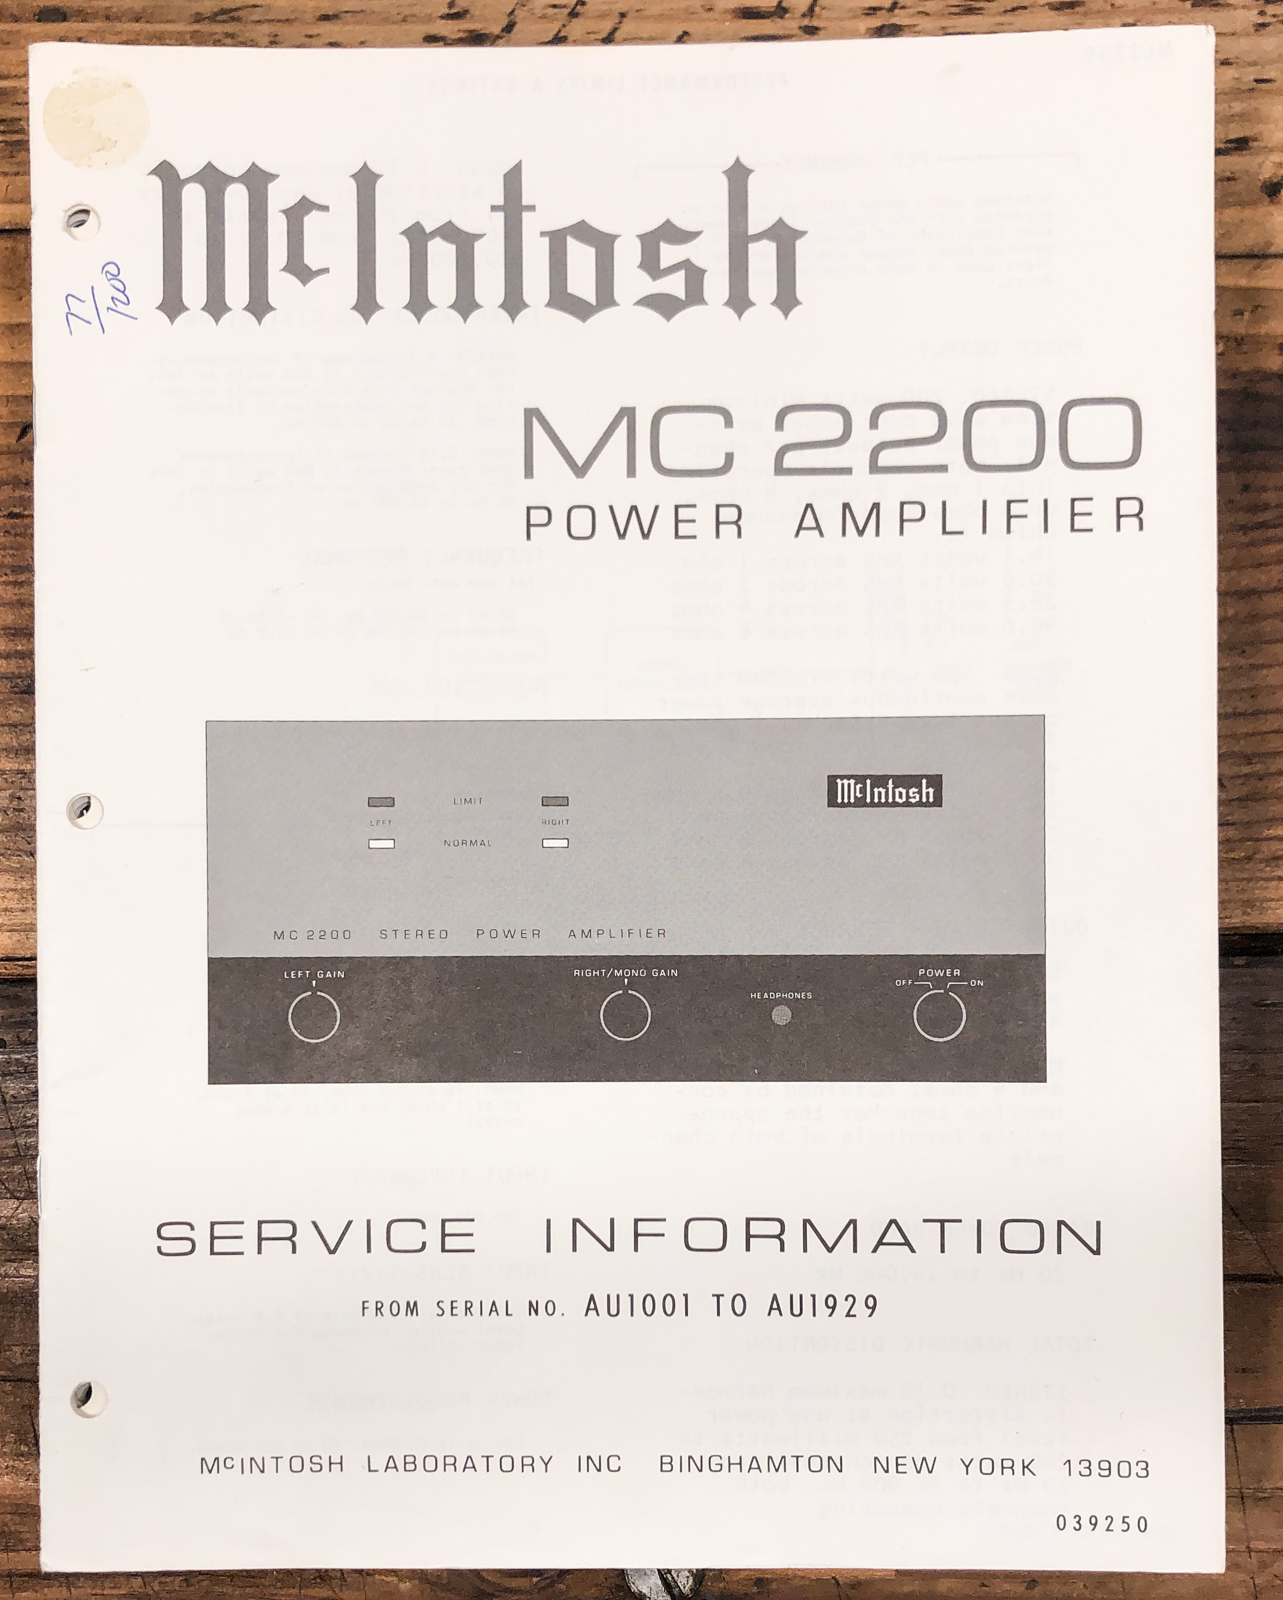 McIntosh
77/1200
MC 2200
POWER AMPLIFIER
McIntosh
LIMIT
LEFT RIGHT
NORMAL
MC 2200 STEREO POWER AMPLIFIER
LEFT GAIN
RIGHT/MONO GAIN
HEADPHONES
POWER
OFF ON
SERVICE INFORMATION
FROM SERIAL NO. AU1001 TO AU1929
McINTOSH LABORATORY INC BINGHAMTON NEW YORK 13903
039250